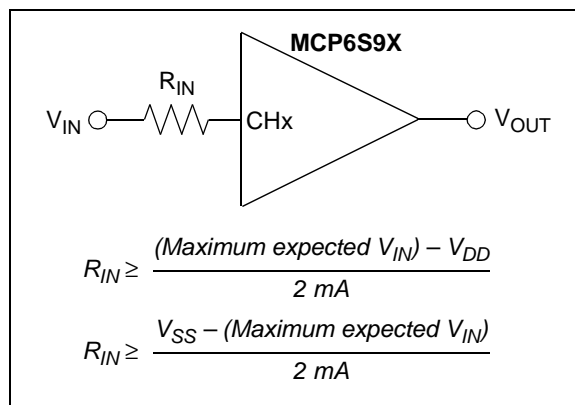 MCP6S9X
R_IN
V_IN CHx V_OUT
R_IN ≥ (Maximum expected V_IN) – V_DD / 2 mA
R_IN ≥ V_SS – (Maximum expected V_IN) / 2 mA